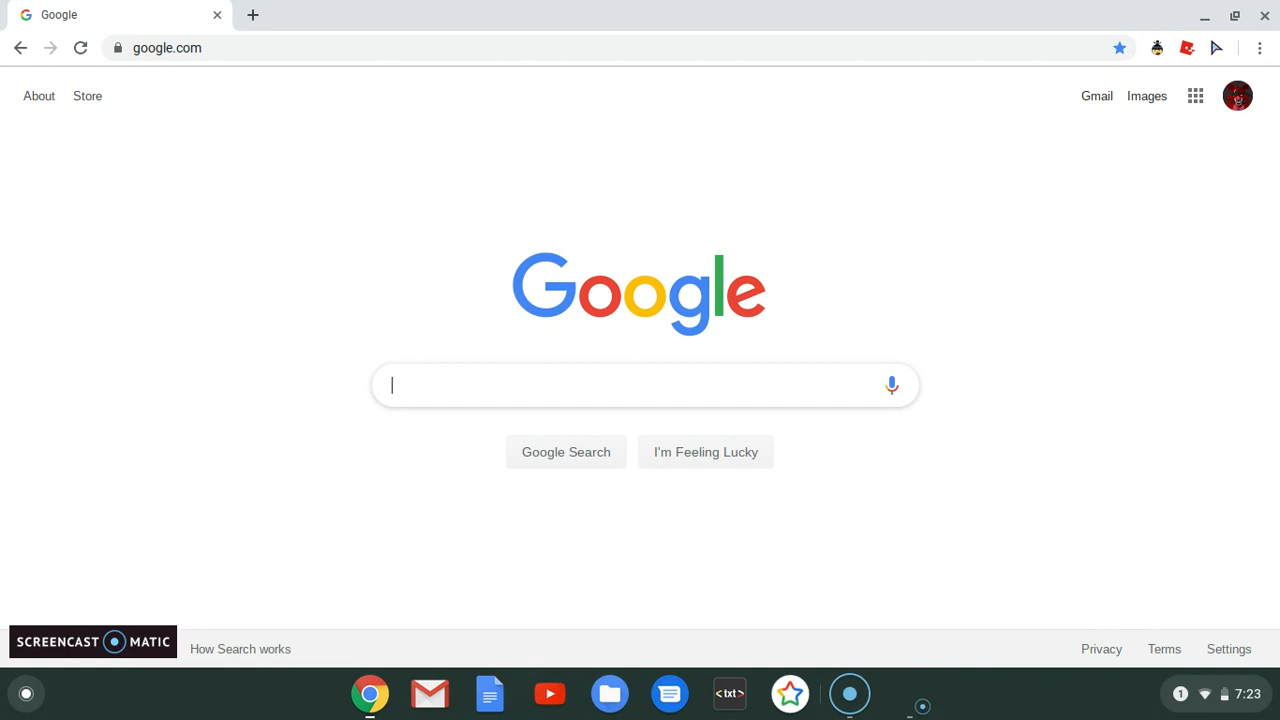 Google
google.com
About Store
Gmail Images
Google
Google Search I'm Feeling Lucky
SCREENCAST MATIC
How Search works
Privacy Terms Settings
<txt>
1 7:23